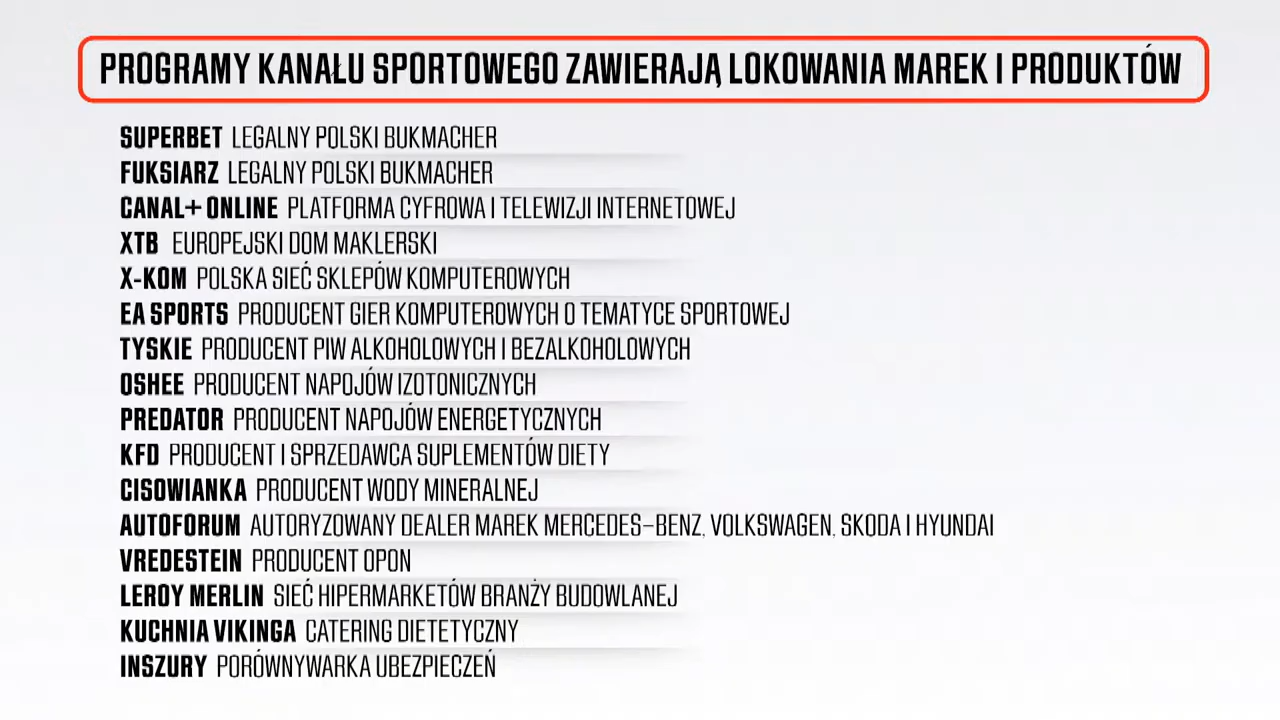 PROGRAMY KANAŁU SPORTOWEGO ZAWIERAJĄ LOKOWANIA MAREK I PRODUKTÓW
SUPERBET LEGALNY POLSKI BUKMACHER
FUKSIARZ LEGALNY POLSKI BUKMACHER
CANAL+ ONLINE PLATFORMA CYFROWA I TELEWIZJI INTERNETOWEJ
XTB EUROPEJSKI DOM MAKLERSKI
X-KOM POLSKA SIEĆ SKLEPÓW KOMPUTEROWYCH
EA SPORTS PRODUCENT GIER KOMPUTEROWYCH O TEMATYCE SPORTOWEJ
TYSKIE PRODUCENT PIW ALKOHOLOWYCH I BEZALKOHOLOWYCH
OSHEE PRODUCENT NAPOJÓW IZOTONICZNYCH
PREDATOR PRODUCENT NAPOJÓW ENERGETYCZNYCH
KFD PRODUCENT I SPRZEDAWCA SUPLEMENTÓW DIETY
CISOWIANKA PRODUCENT WODY MINERALNEJ
AUTOFORUM AUTORYZOWANY DEALER MAREK MERCEDES-BENZ, VOLKSWAGEN, SKODA I HYUNDAI
VREDESTEIN PRODUCENT OPON
LEROY MERLIN SIEĆ HIPERMARKETÓW BRANŻY BUDOWLANEJ
KUCHNIA VIKINGA CATERING DIETETYCZNY
INSZURY PORÓWNYWARKA UBEZPIECZEŃ